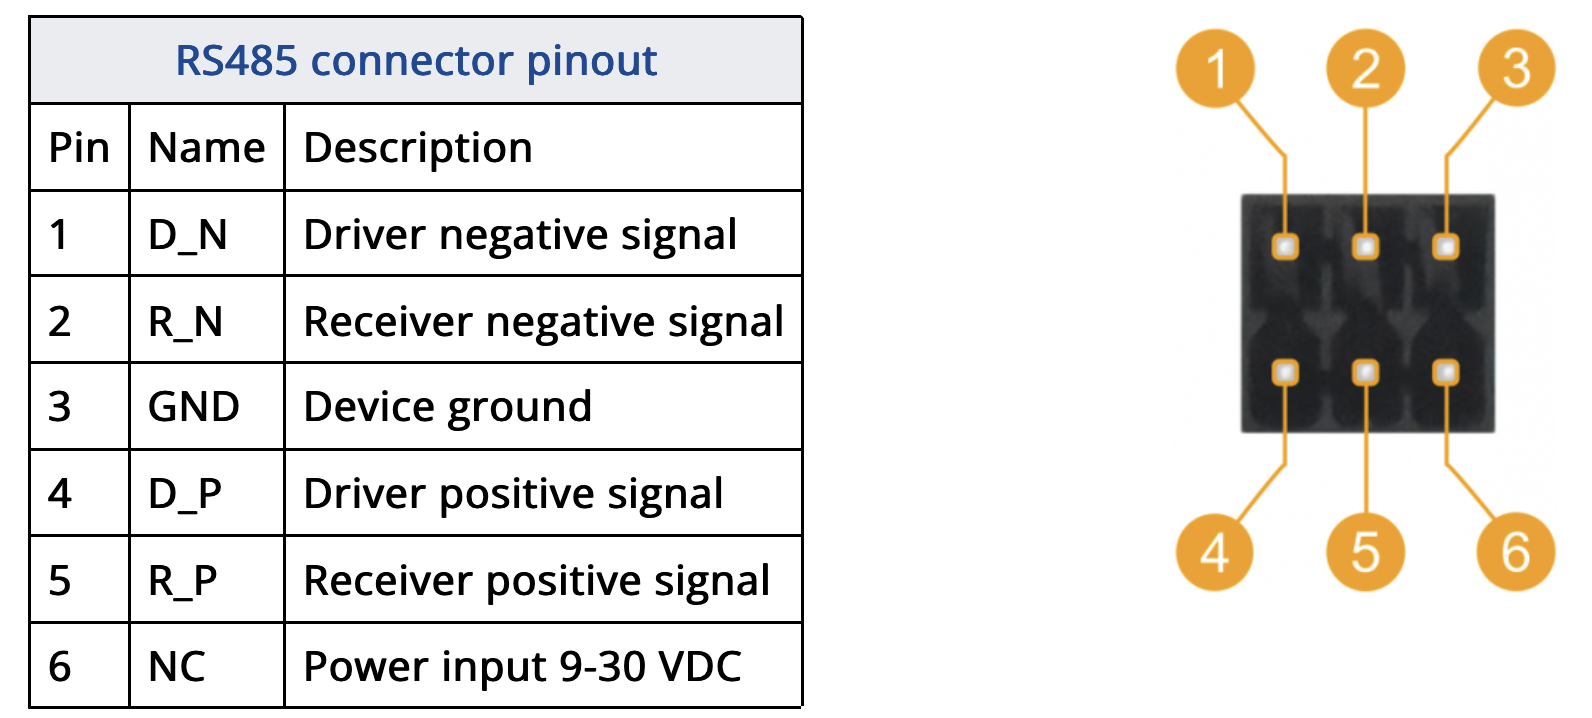 RS485 connector pinout
Pin Name Description
1 D_N Driver negative signal
2 R_N Receiver negative signal
3 GND Device ground
4 D_P Driver positive signal
5 R_P Receiver positive signal
6 NC Power input 9-30 VDC
1 2 3
4 5 6